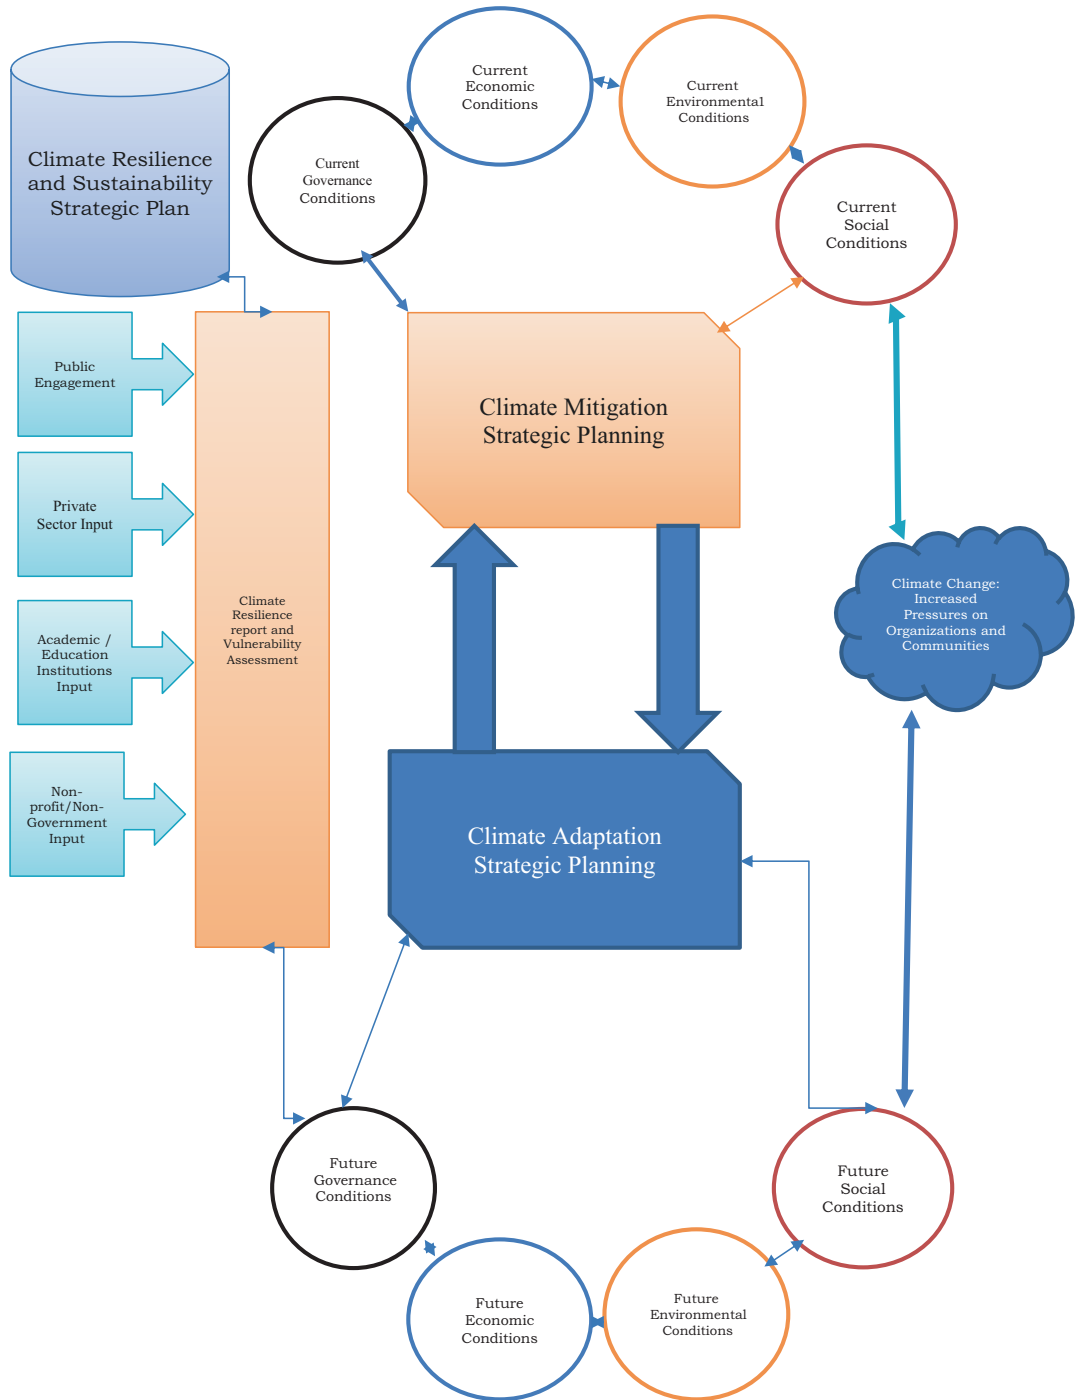 Current
Economic
Conditions
Current
Environmental
Conditions
Climate Resilience
and Sustainability
Strategic Plan
Current
Governance
Conditions
Current
Social
Conditions
Public
Engagement
Climate Mitigation
Strategic Planning
Private
Sector Input
Climate
Resilience
report and
Vulnerability
Assessment
Climate Change:
Increased
Pressures on
Organizations and
Communities
Academic /
Education
Institutions
Input
Non-
profit/Non-
Government
Input
Climate Adaptation
Strategic Planning
Future
Governance
Conditions
Future
Social
Conditions
Future
Economic
Conditions
Future
Environmental
Conditions